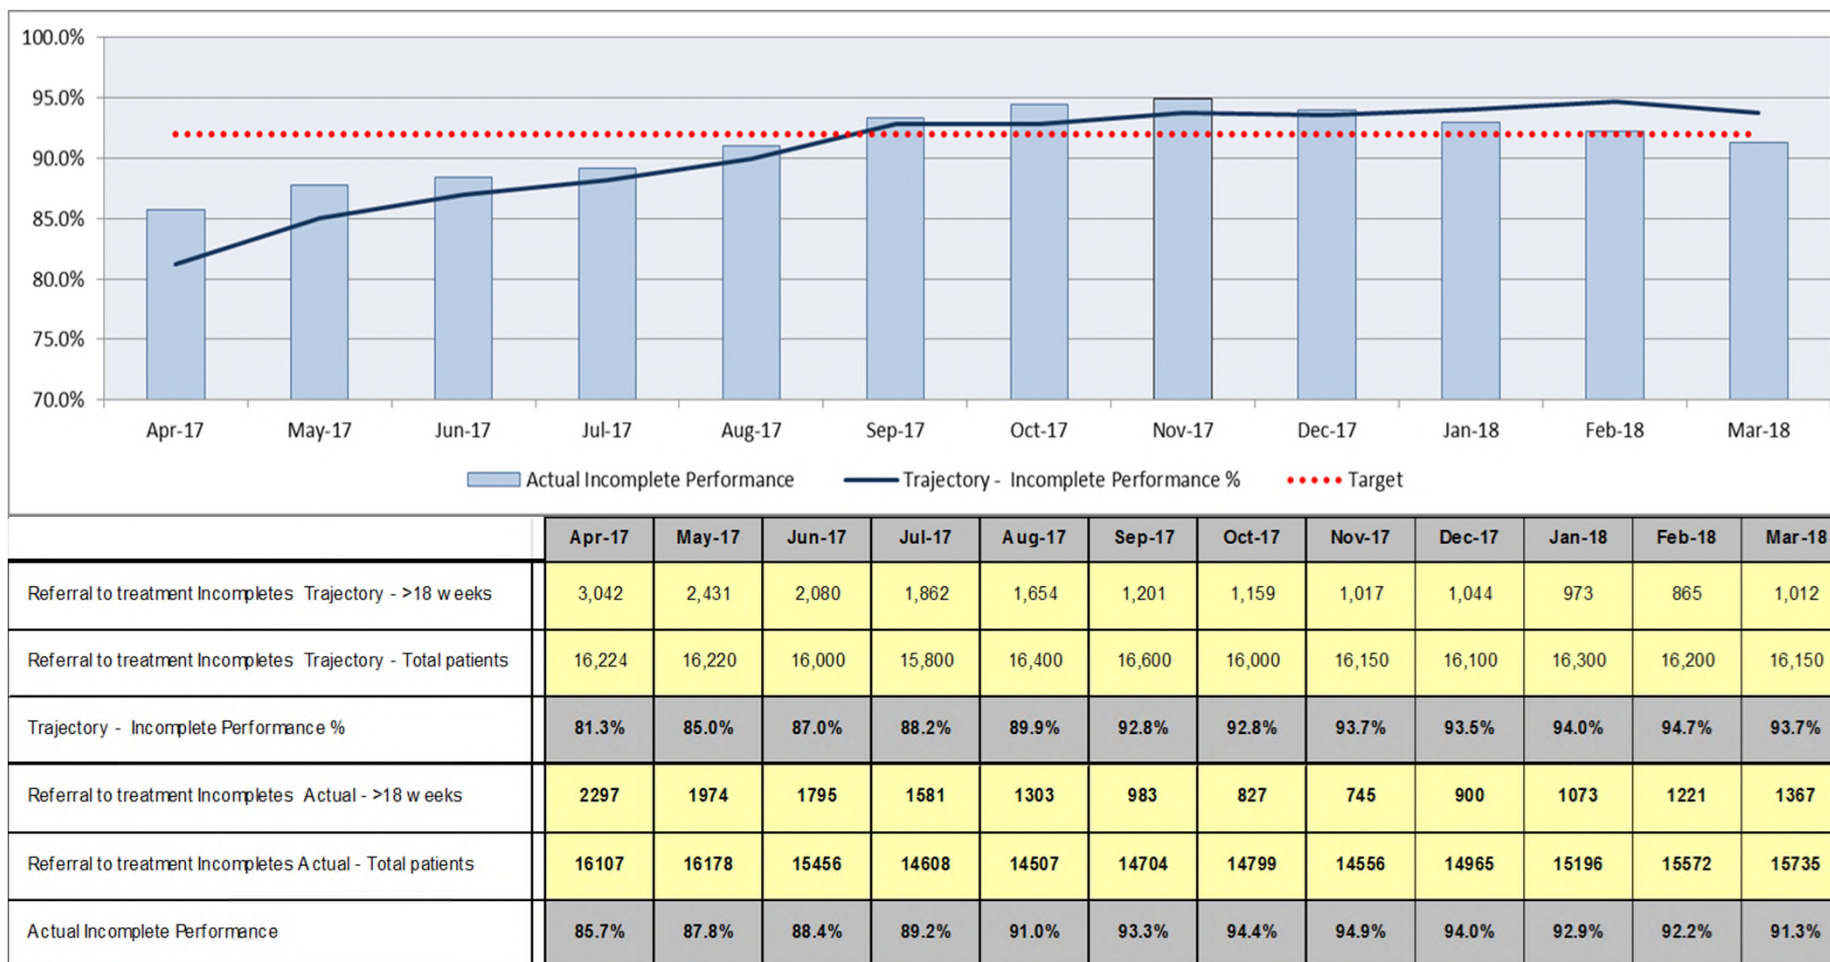 100.0%
95.0%
90.0%
85.0%
80.0%
75.0%
70.0%
Apr-17 May-17 Jun-17 Jul-17 Aug-17 Sep-17 Oct-17 Nov-17 Dec-17 Jan-18 Feb-18 Mar-18
Actual Incomplete Performance Trajectory - Incomplete Performance % Target
Apr-17 May-17 Jun-17 Jul-17 Aug-17 Sep-17 Oct-17 Nov-17 Dec-17 Jan-18 Feb-18 Mar-18
Referral to treatment Incompletes Trajectory - >18 weeks 3,042 2,431 2,080 1,862 1,654 1,201 1,159 1,017 1,044 973 865 1,012
Referral to treatment Incompletes Trajectory - Total patients 16,224 16,220 16,000 15,800 16,400 16,600 16,000 16,150 16,100 16,300 16,200 16,150
Trajectory - Incomplete Performance % 81.3% 85.0% 87.0% 88.2% 89.9% 92.8% 92.8% 93.7% 93.5% 94.0% 94.7% 93.7%
Referral to treatment Incompletes Actual - >18 weeks 2297 1974 1795 1581 1303 983 827 745 900 1073 1221 1367
Referral to treatment Incompletes Actual - Total patients 16107 16178 15456 14608 14507 14704 14799 14556 14965 15196 15572 15735
Actual Incomplete Performance 85.7% 87.8% 88.4% 89.2% 91.0% 93.3% 94.4% 94.9% 94.0% 92.9% 92.2% 91.3%